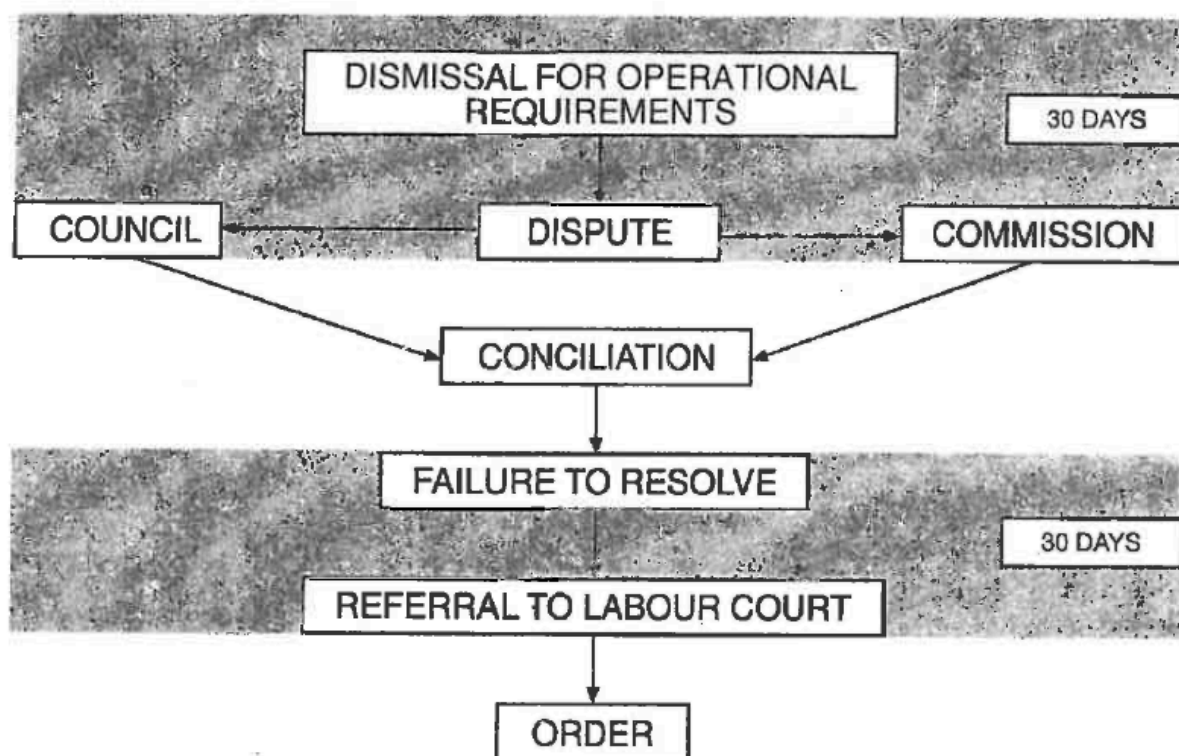 DISMISSAL FOR OPERATIONAL
REQUIREMENTS
30 DAYS
COUNCIL
DISPUTE
COMMISSION
CONCILIATION
FAILURE TO RESOLVE
30 DAYS
REFERRAL TO LABOUR COURT
ORDER